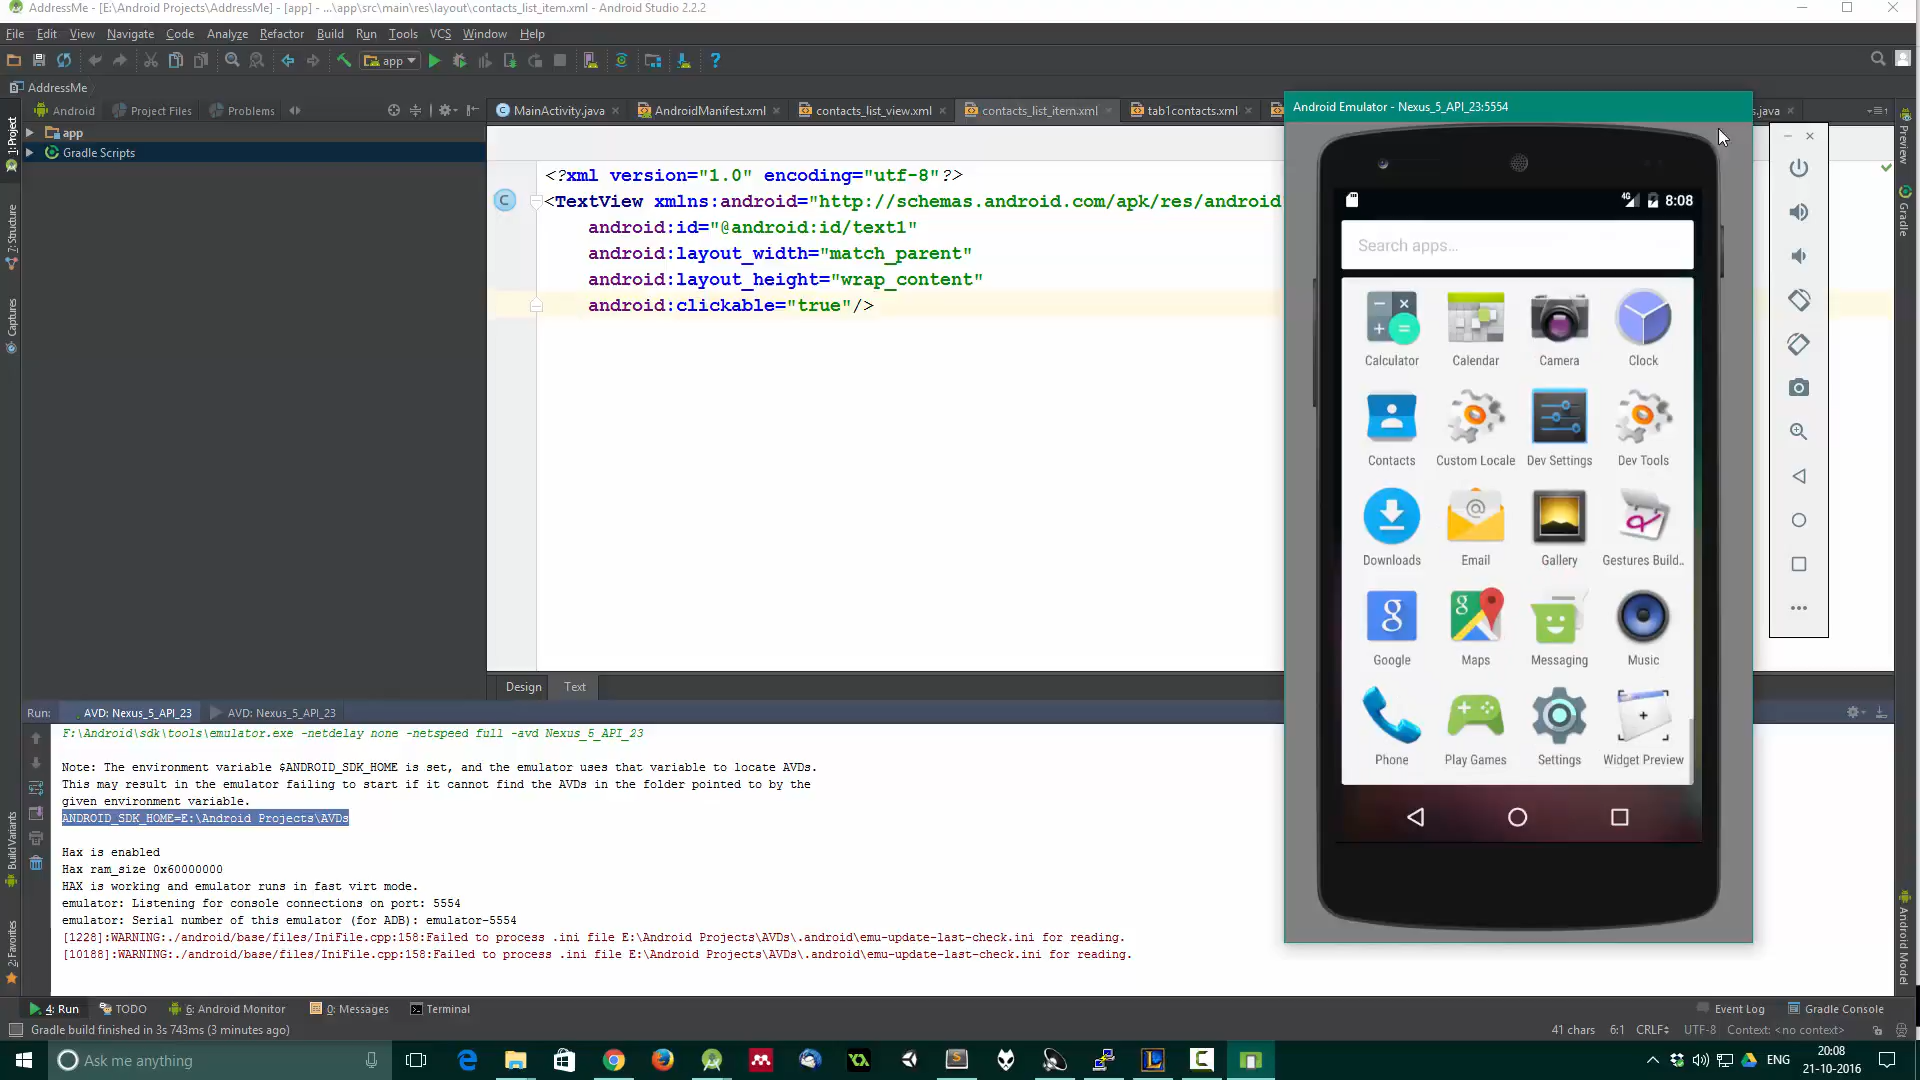 AddressMe - [E:\Android Projects\AddressMe] - [app] - ...\app\src\main\res\layout\contacts_list_item.xml - Android Studio 2.2.2
File Edit View Navigate Code Analyze Refactor Build Run Tools VCS Window Help
app
AddressMe
Android Project Files Problems
MainActivity.java AndroidManifest.xml contacts_list_view.xml contacts_list_item.xml tab1contacts.xml s.java
1: Project
7: Structure
Captures
Build Variants
2: Favorites
app
Gradle Scripts
<?xml version="1.0" encoding="utf-8"?>
<TextView xmlns:android="http://schemas.android.com/apk/res/android
android:id="@android:id/text1"
android:layout_width="match_parent"
android:layout_height="wrap_content"
android:clickable="true"/>
C
Design Text
Android Emulator - Nexus_5_API_23:5554
4G 8:08
Search apps...
Calculator Calendar Camera Clock
Contacts Custom Locale Dev Settings Dev Tools
Downloads Email Gallery Gestures Build..
Google Maps Messaging Music
Phone Play Games Settings Widget Preview
Preview
Gradle
Android Model
Run: AVD: Nexus_5_API_23 AVD: Nexus_5_API_23
F:\Android\sdk\tools\emulator.exe -netdelay none -netspeed full -avd Nexus_5_API_23
Note: The environment variable $ANDROID_SDK_HOME is set, and the emulator uses that variable to locate AVDs.
This may result in the emulator failing to start if it cannot find the AVDs in the folder pointed to by the
given environment variable.
ANDROID_SDK_HOME=E:\Android Projects\AVDs
Hax is enabled
Hax ram_size 0x60000000
HAX is working and emulator runs in fast virt mode.
emulator: Listening for console connections on port: 5554
emulator: Serial number of this emulator (for ADB): emulator-5554
[1228]:WARNING:./android/base/files/IniFile.cpp:158:Failed to process .ini file E:\Android Projects\AVDs\.android\emu-update-last-check.ini for reading.
[10188]:WARNING:./android/base/files/IniFile.cpp:158:Failed to process .ini file E:\Android Projects\AVDs\.android\emu-update-last-check.ini for reading.
4: Run TODO 6: Android Monitor 0: Messages Terminal Event Log Gradle Console
Gradle build finished in 3s 743ms (3 minutes ago) 41 chars 6:1 CRLF UTF-8 Context: <no context>
Ask me anything ENG 20:08
21-10-2016